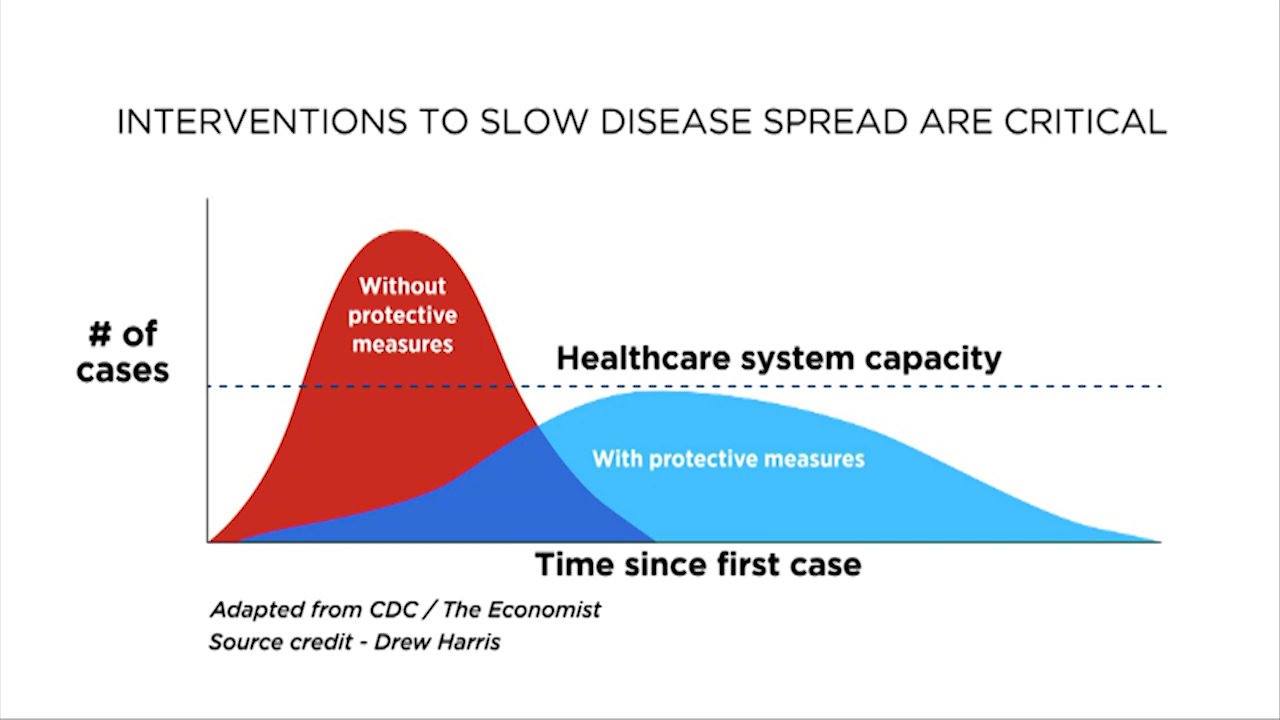 INTERVENTIONS TO SLOW DISEASE SPREAD ARE CRITICAL
Without
protective
measures
# of
cases
Healthcare system capacity
With protective measures
Time since first case
Adapted from CDC / The Economist
Source credit - Drew Harris